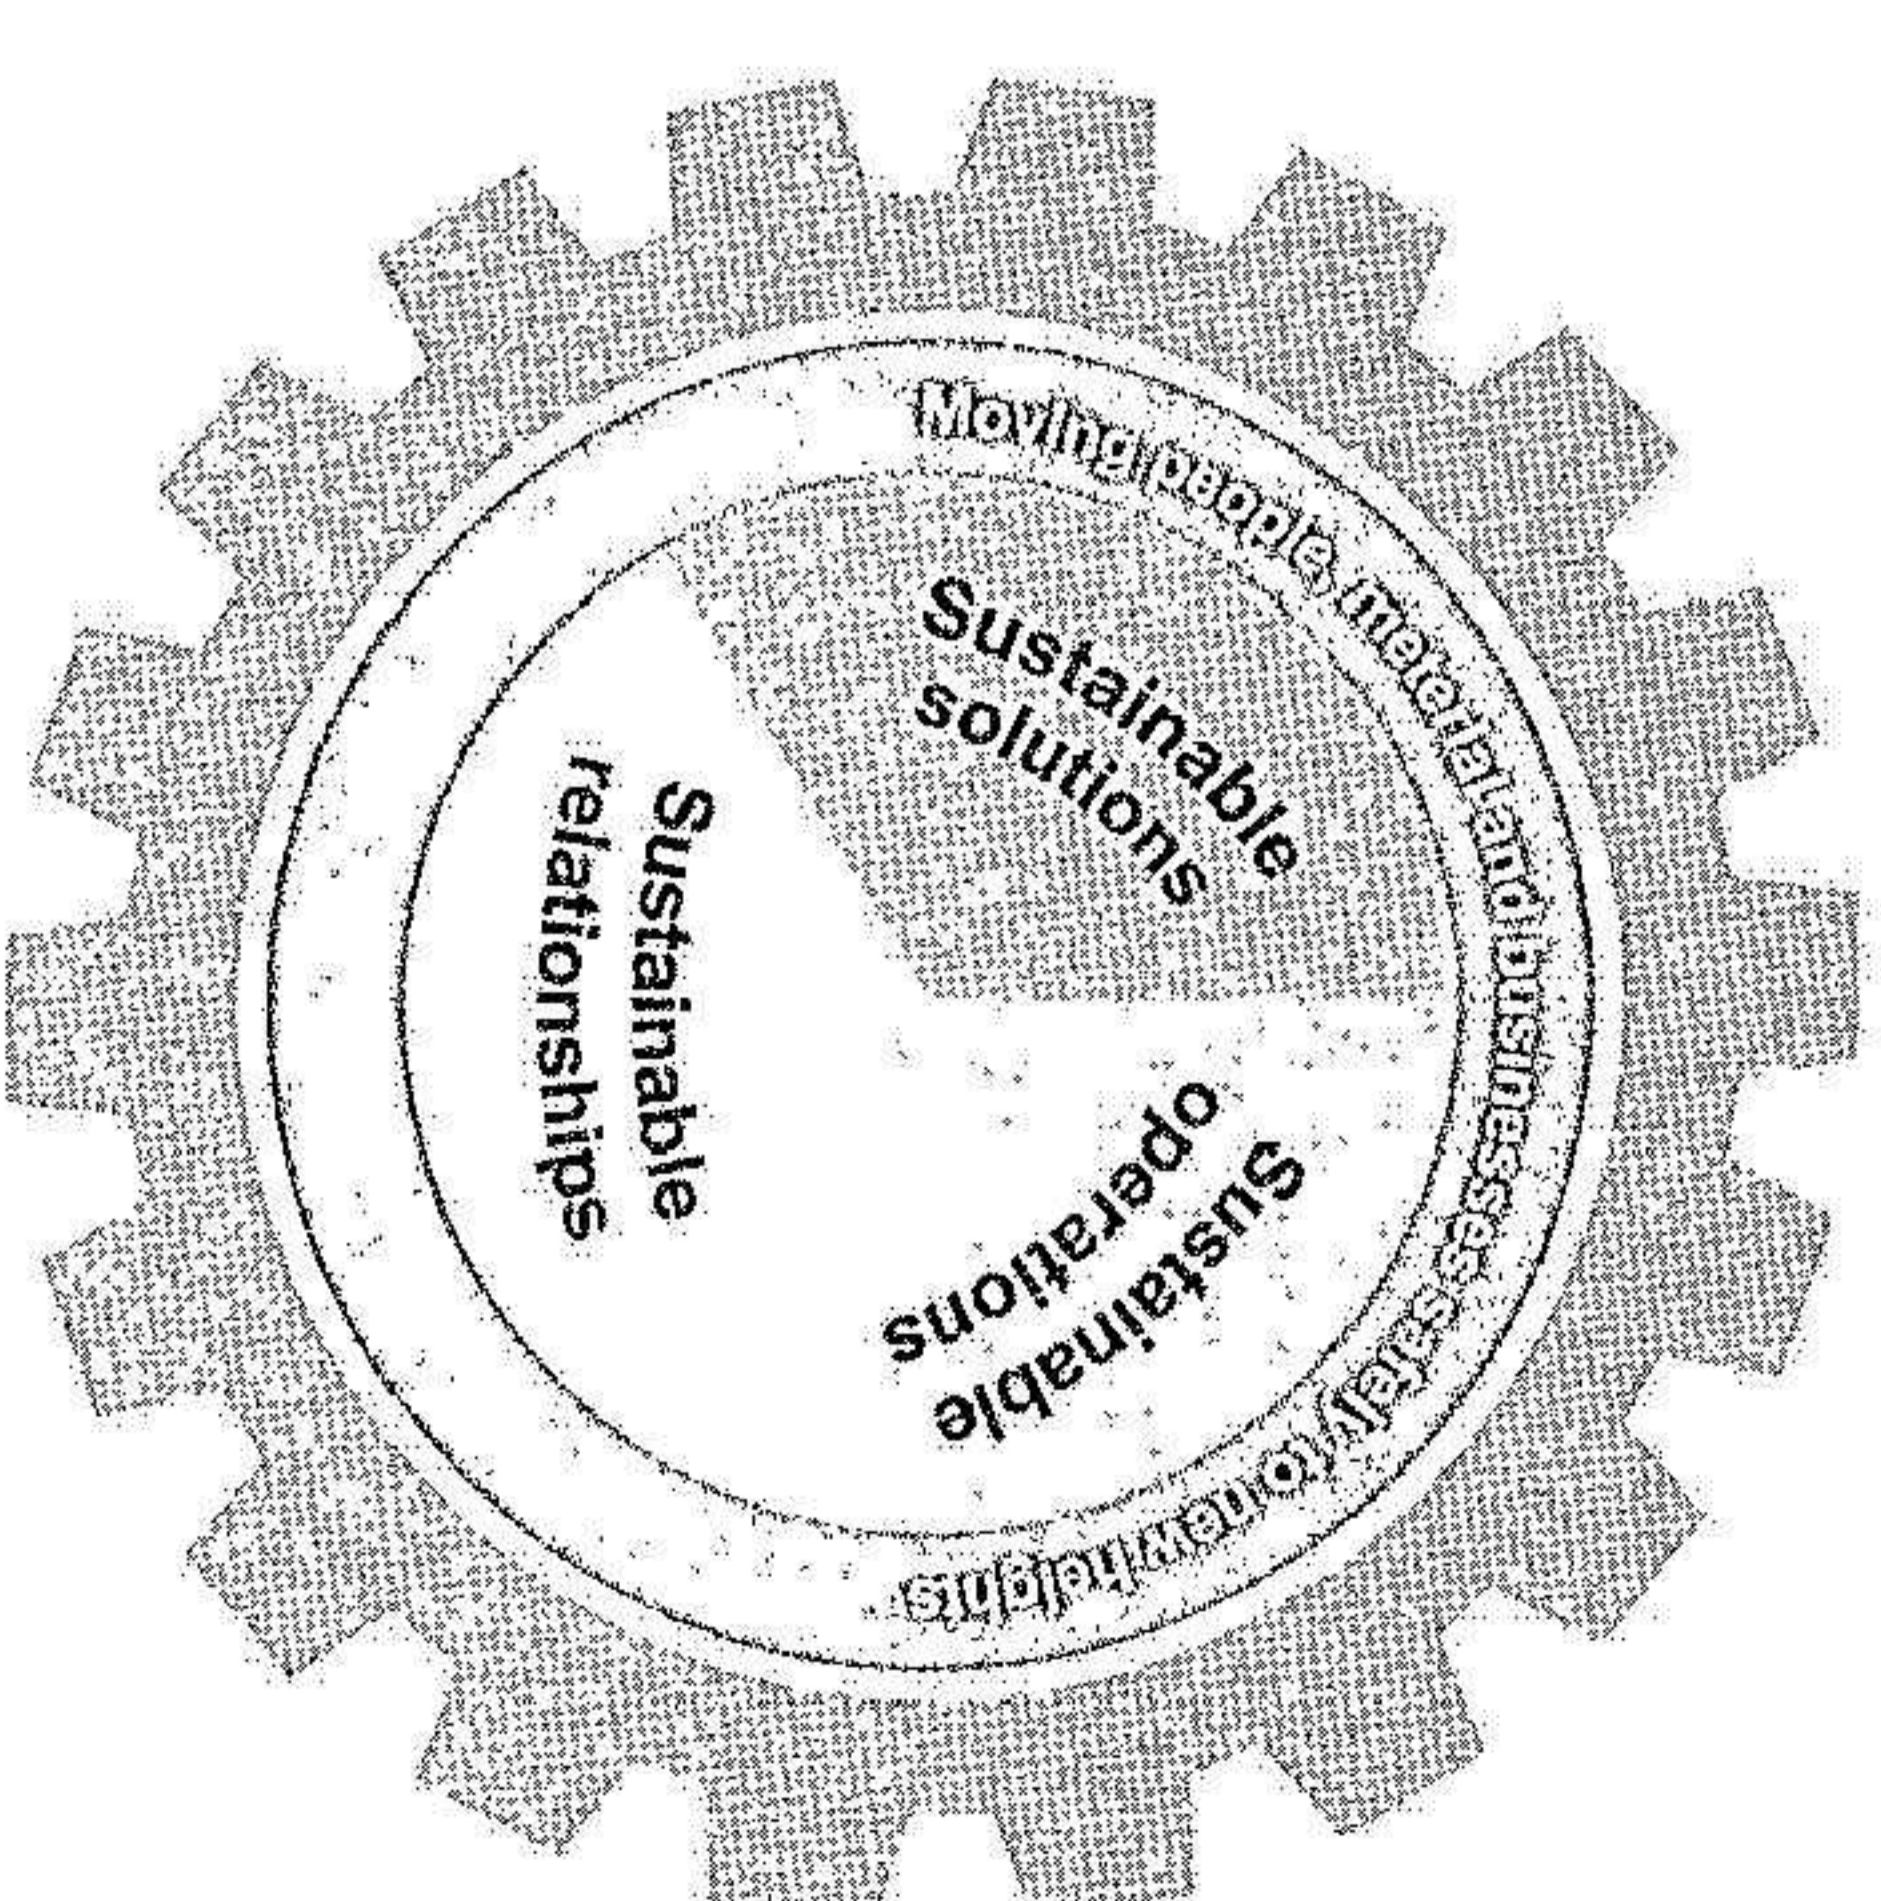 Moving people, material and businesses safely to new heights
Sustainable
solutions
Sustainable
operations
Sustainable
relationships